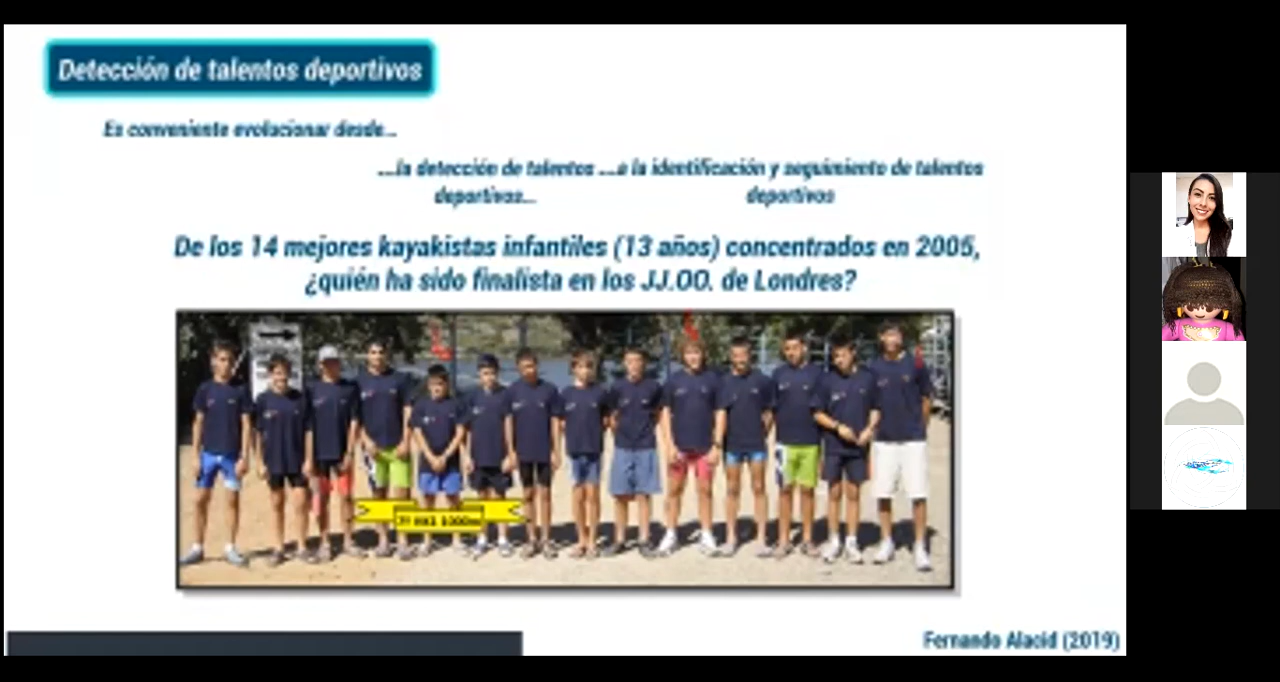 Detección de talentos deportivos
Es conveniente evolucionar desde...
...la detección de talentos deportivos...
...a la identificación y seguimiento de talentos deportivos
De los 14 mejores kayakistas infantiles (13 años) concentrados en 2005,
¿quién ha sido finalista en los JJ.OO. de Londres?
1000m
Fernando Alacid (2019)